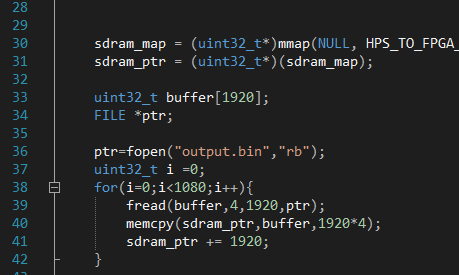 28
29
30 sdram_map = (uint32_t*)mmap(NULL, HPS_TO_FPGA_
31 sdram_ptr = (uint32_t*)(sdram_map);
32
33 uint32_t buffer[1920];
34 FILE *ptr;
35
36 ptr=fopen("output.bin","rb");
37 uint32_t i =0;
38 for(i=0;i<1080;i++){
39 fread(buffer,4,1920,ptr);
40 memcpy(sdram_ptr,buffer,1920*4);
41 sdram_ptr += 1920;
42 }
43